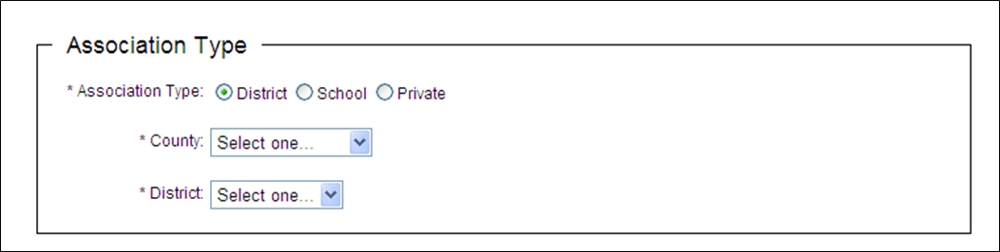 Association Type
* Association Type: District School Private
* County: Select one...
* District: Select one...